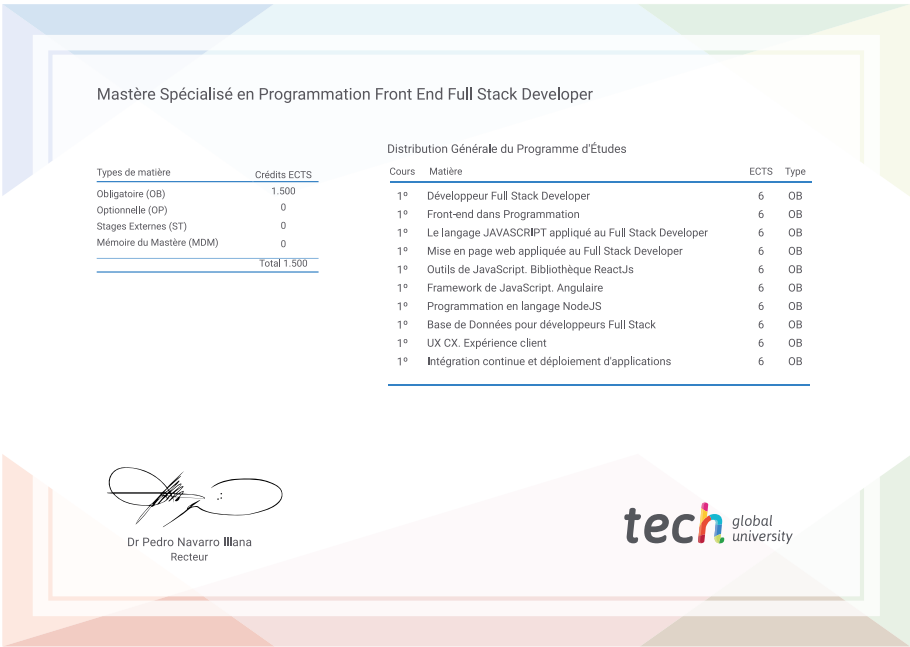 Mastère Spécialisé en Programmation Front End Full Stack Developer
Types de matière Crédits ECTS
Obligatoire (OB) 1.500
Optionnelle (OP) 0
Stages Externes (ST) 0
Mémoire du Mastère (MDM) 0
Total 1.500
Distribution Générale du Programme d'Études
Cours Matière ECTS Type
1º Développeur Full Stack Developer 6 OB
1º Front-end dans Programmation 6 OB
1º Le langage JAVASCRIPT appliqué au Full Stack Developer 6 OB
1º Mise en page web appliquée au Full Stack Developer 6 OB
1º Outils de JavaScript. Bibliothèque ReactJs 6 OB
1º Framework de JavaScript. Angulaire 6 OB
1º Programmation en langage NodeJS 6 OB
1º Base de Données pour développeurs Full Stack 6 OB
1º UX CX. Expérience client 6 OB
1º Intégration continue et déploiement d'applications 6 OB
Dr Pedro Navarro Illana
Recteur
tech global
university